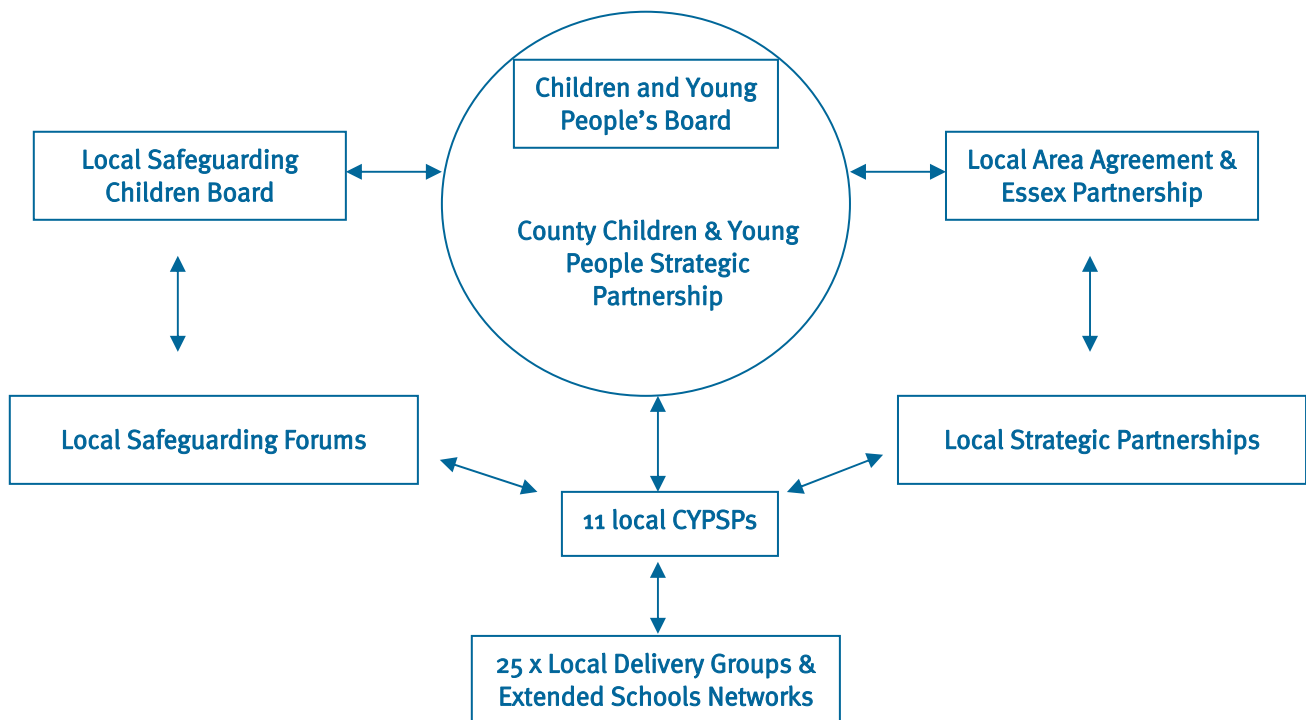 Children and Young
People’s Board
Local Safeguarding
Children Board
Local Area Agreement &
Essex Partnership
County Children & Young
People Strategic
Partnership
Local Safeguarding Forums
Local Strategic Partnerships
11 local CYPSPs
25 x Local Delivery Groups &
Extended Schools Networks